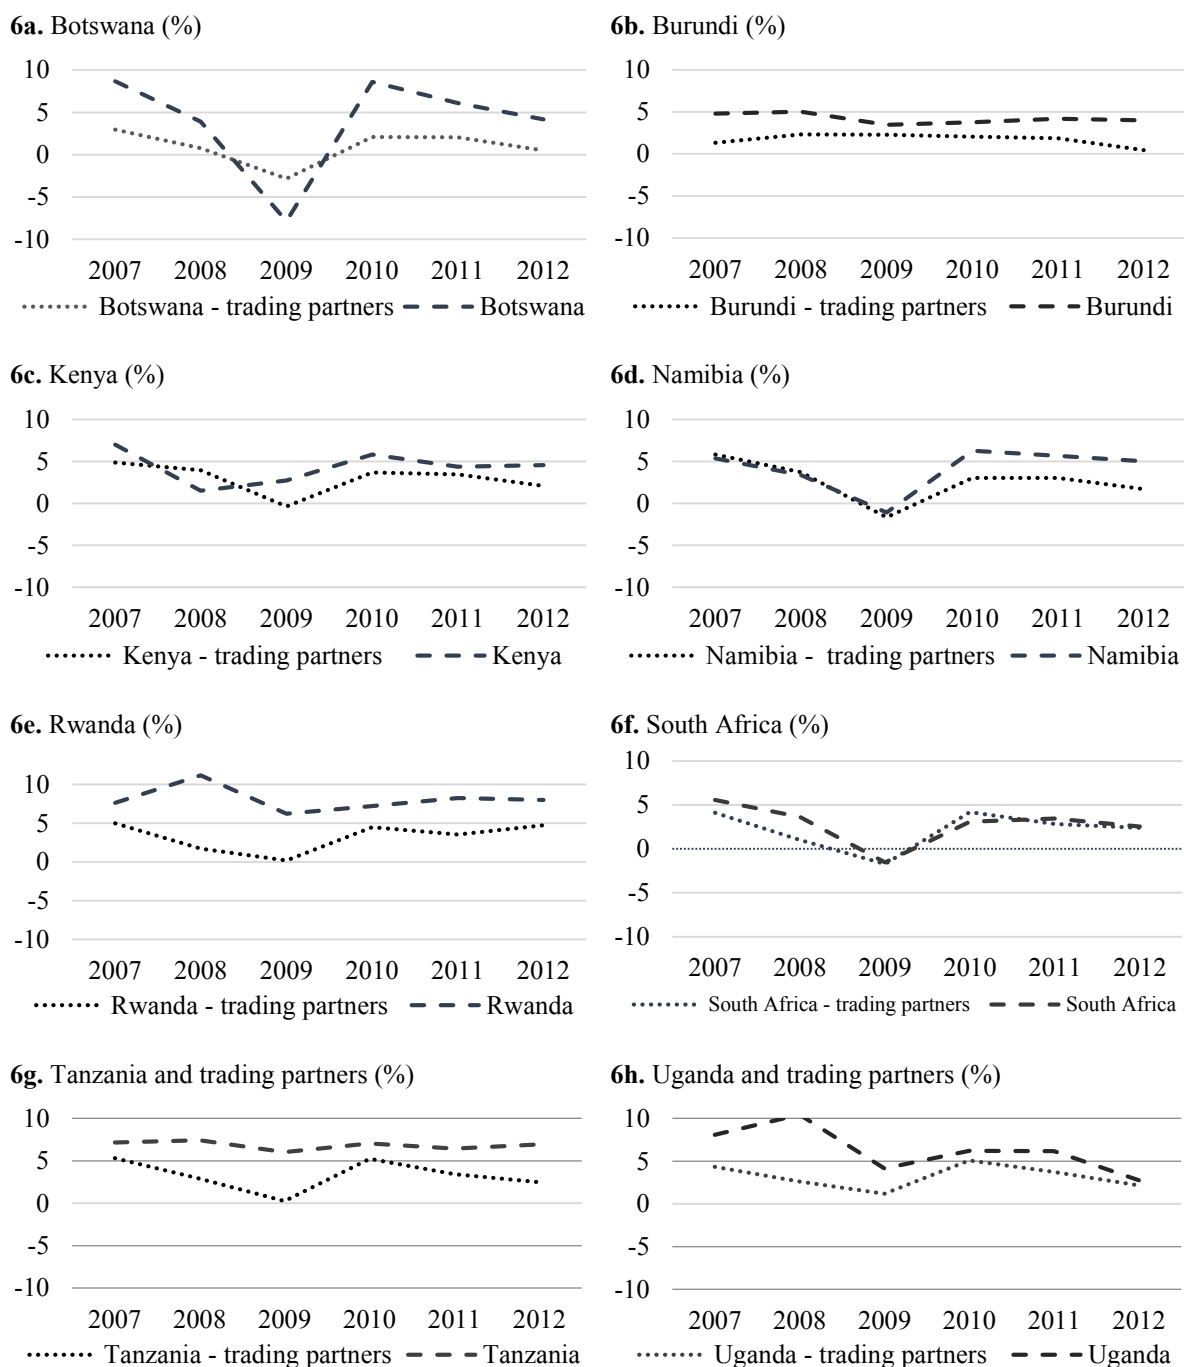 6a. Botswana (%)
10
5
0
-5
-10
2007 2008 2009 2010 2011 2012
Botswana - trading partners Botswana
6b. Burundi (%)
10
5
0
-5
-10
2007 2008 2009 2010 2011 2012
Burundi - trading partners Burundi
6c. Kenya (%)
10
5
0
-5
-10
2007 2008 2009 2010 2011 2012
Kenya - trading partners Kenya
6d. Namibia (%)
10
5
0
-5
-10
2007 2008 2009 2010 2011 2012
Namibia - trading partners Namibia
6e. Rwanda (%)
10
5
0
-5
-10
2007 2008 2009 2010 2011 2012
Rwanda - trading partners Rwanda
6f. South Africa (%)
10
5
0
-5
-10
2007 2008 2009 2010 2011 2012
South Africa - trading partners South Africa
6g. Tanzania and trading partners (%)
10
5
0
-5
-10
2007 2008 2009 2010 2011 2012
Tanzania - trading partners Tanzania
6h. Uganda and trading partners (%)
10
5
0
-5
-10
2007 2008 2009 2010 2011 2012
Uganda - trading partners Uganda